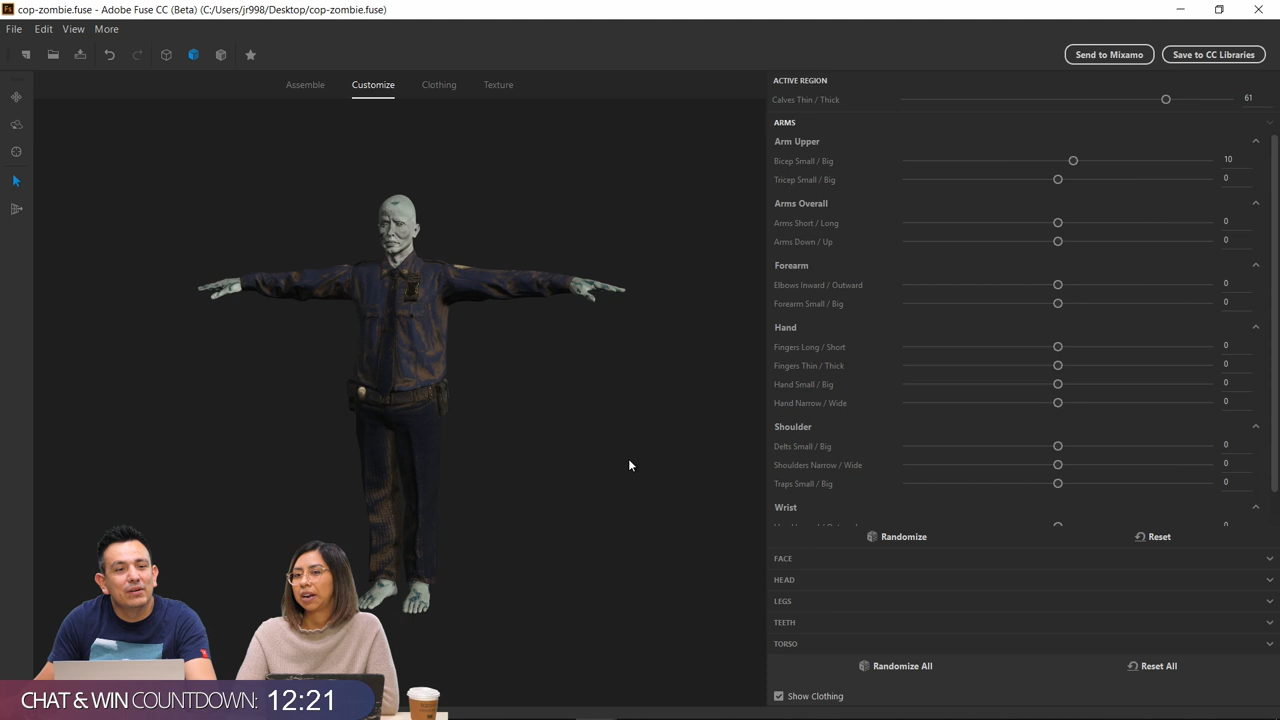 Fs cop-zombie.fuse - Adobe Fuse CC (Beta) (C:/Users/jr998/Desktop/cop-zombie.fuse)
File Edit View More
Send to Mixamo Save to CC Libraries
Assemble Customize Clothing Texture
ACTIVE REGION
Calves Thin / Thick 61
ARMS
Arm Upper
Bicep Small / Big 10
Tricep Small / Big 0
Arms Overall
Arms Short / Long 0
Arms Down / Up 0
Forearm
Elbows Inward / Outward 0
Forearm Small / Big 0
Hand
Fingers Long / Short 0
Fingers Thin / Thick 0
Hand Small / Big 0
Hand Narrow / Wide 0
Shoulder
Delts Small / Big 0
Shoulders Narrow / Wide 0
Traps Small / Big 0
Wrist
Randomize Reset
FACE
HEAD
LEGS
TEETH
TORSO
Randomize All Reset All
Show Clothing
CHAT & WIN COUNTDOWN: 12:21